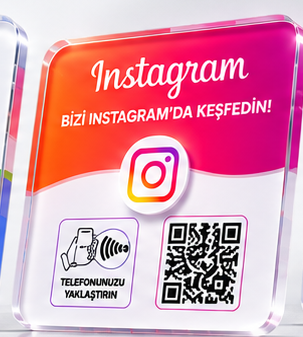 Instagram
BİZİ INSTAGRAM'DA KEŞFEDİN!
TELEFONUNUZU
YAKLAŞTIRIN